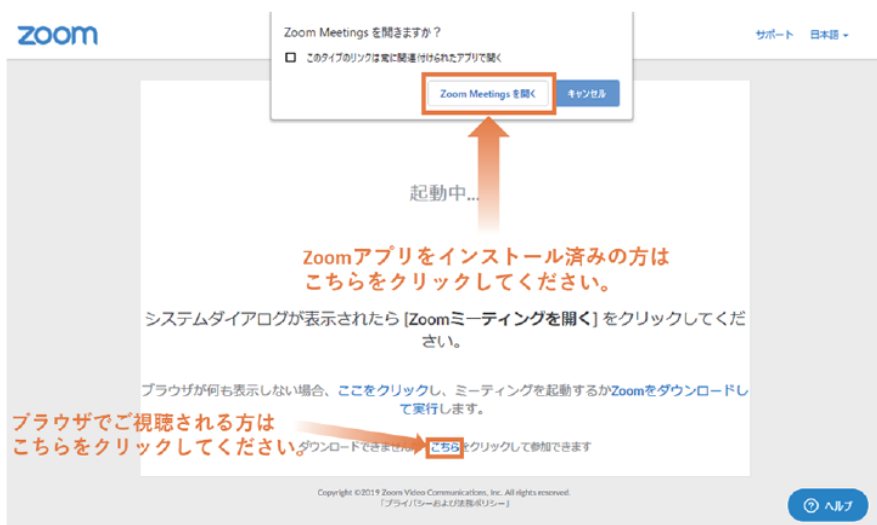 zoom
Zoom Meetings を開きますか？
サポート 日本語
このタイプのリンクは常に関連付けられたアプリで開く
Zoom Meetings を開く キャンセル
起動中...
Zoomアプリをインストール済みの方は
こちらをクリックしてください。
システムダイアログが表示されたら [Zoomミーティングを開く] をクリックしてくだ
さい。
ブラウザが何も表示しない場合、ここをクリックし、ミーティングを起動するかZoomをダウンロードし
て実行します。
ブラウザでご視聴される方は
こちらをクリックしてください。
ダウンロードできません こちらをクリックして参加できます
Copyright ©2019 Zoom Video Communications, Inc. All rights reserved.
「プライバシーおよび法務ポリシー」
ヘルプ